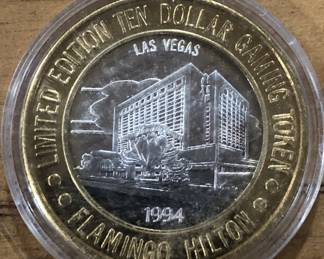 LIMITED EDITION TEN DOLLAR GAMING TOKEN
LAS VEGAS
1994
FLAMINGO HILTON